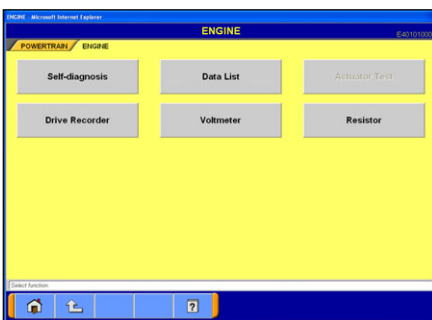 ENGINE - Microsoft Internet Explorer
ENGINE
E40101000
POWERTRAIN ENGINE
Self-diagnosis Data List Actuator Test
Drive Recorder Voltmeter Resistor
Select function.
?